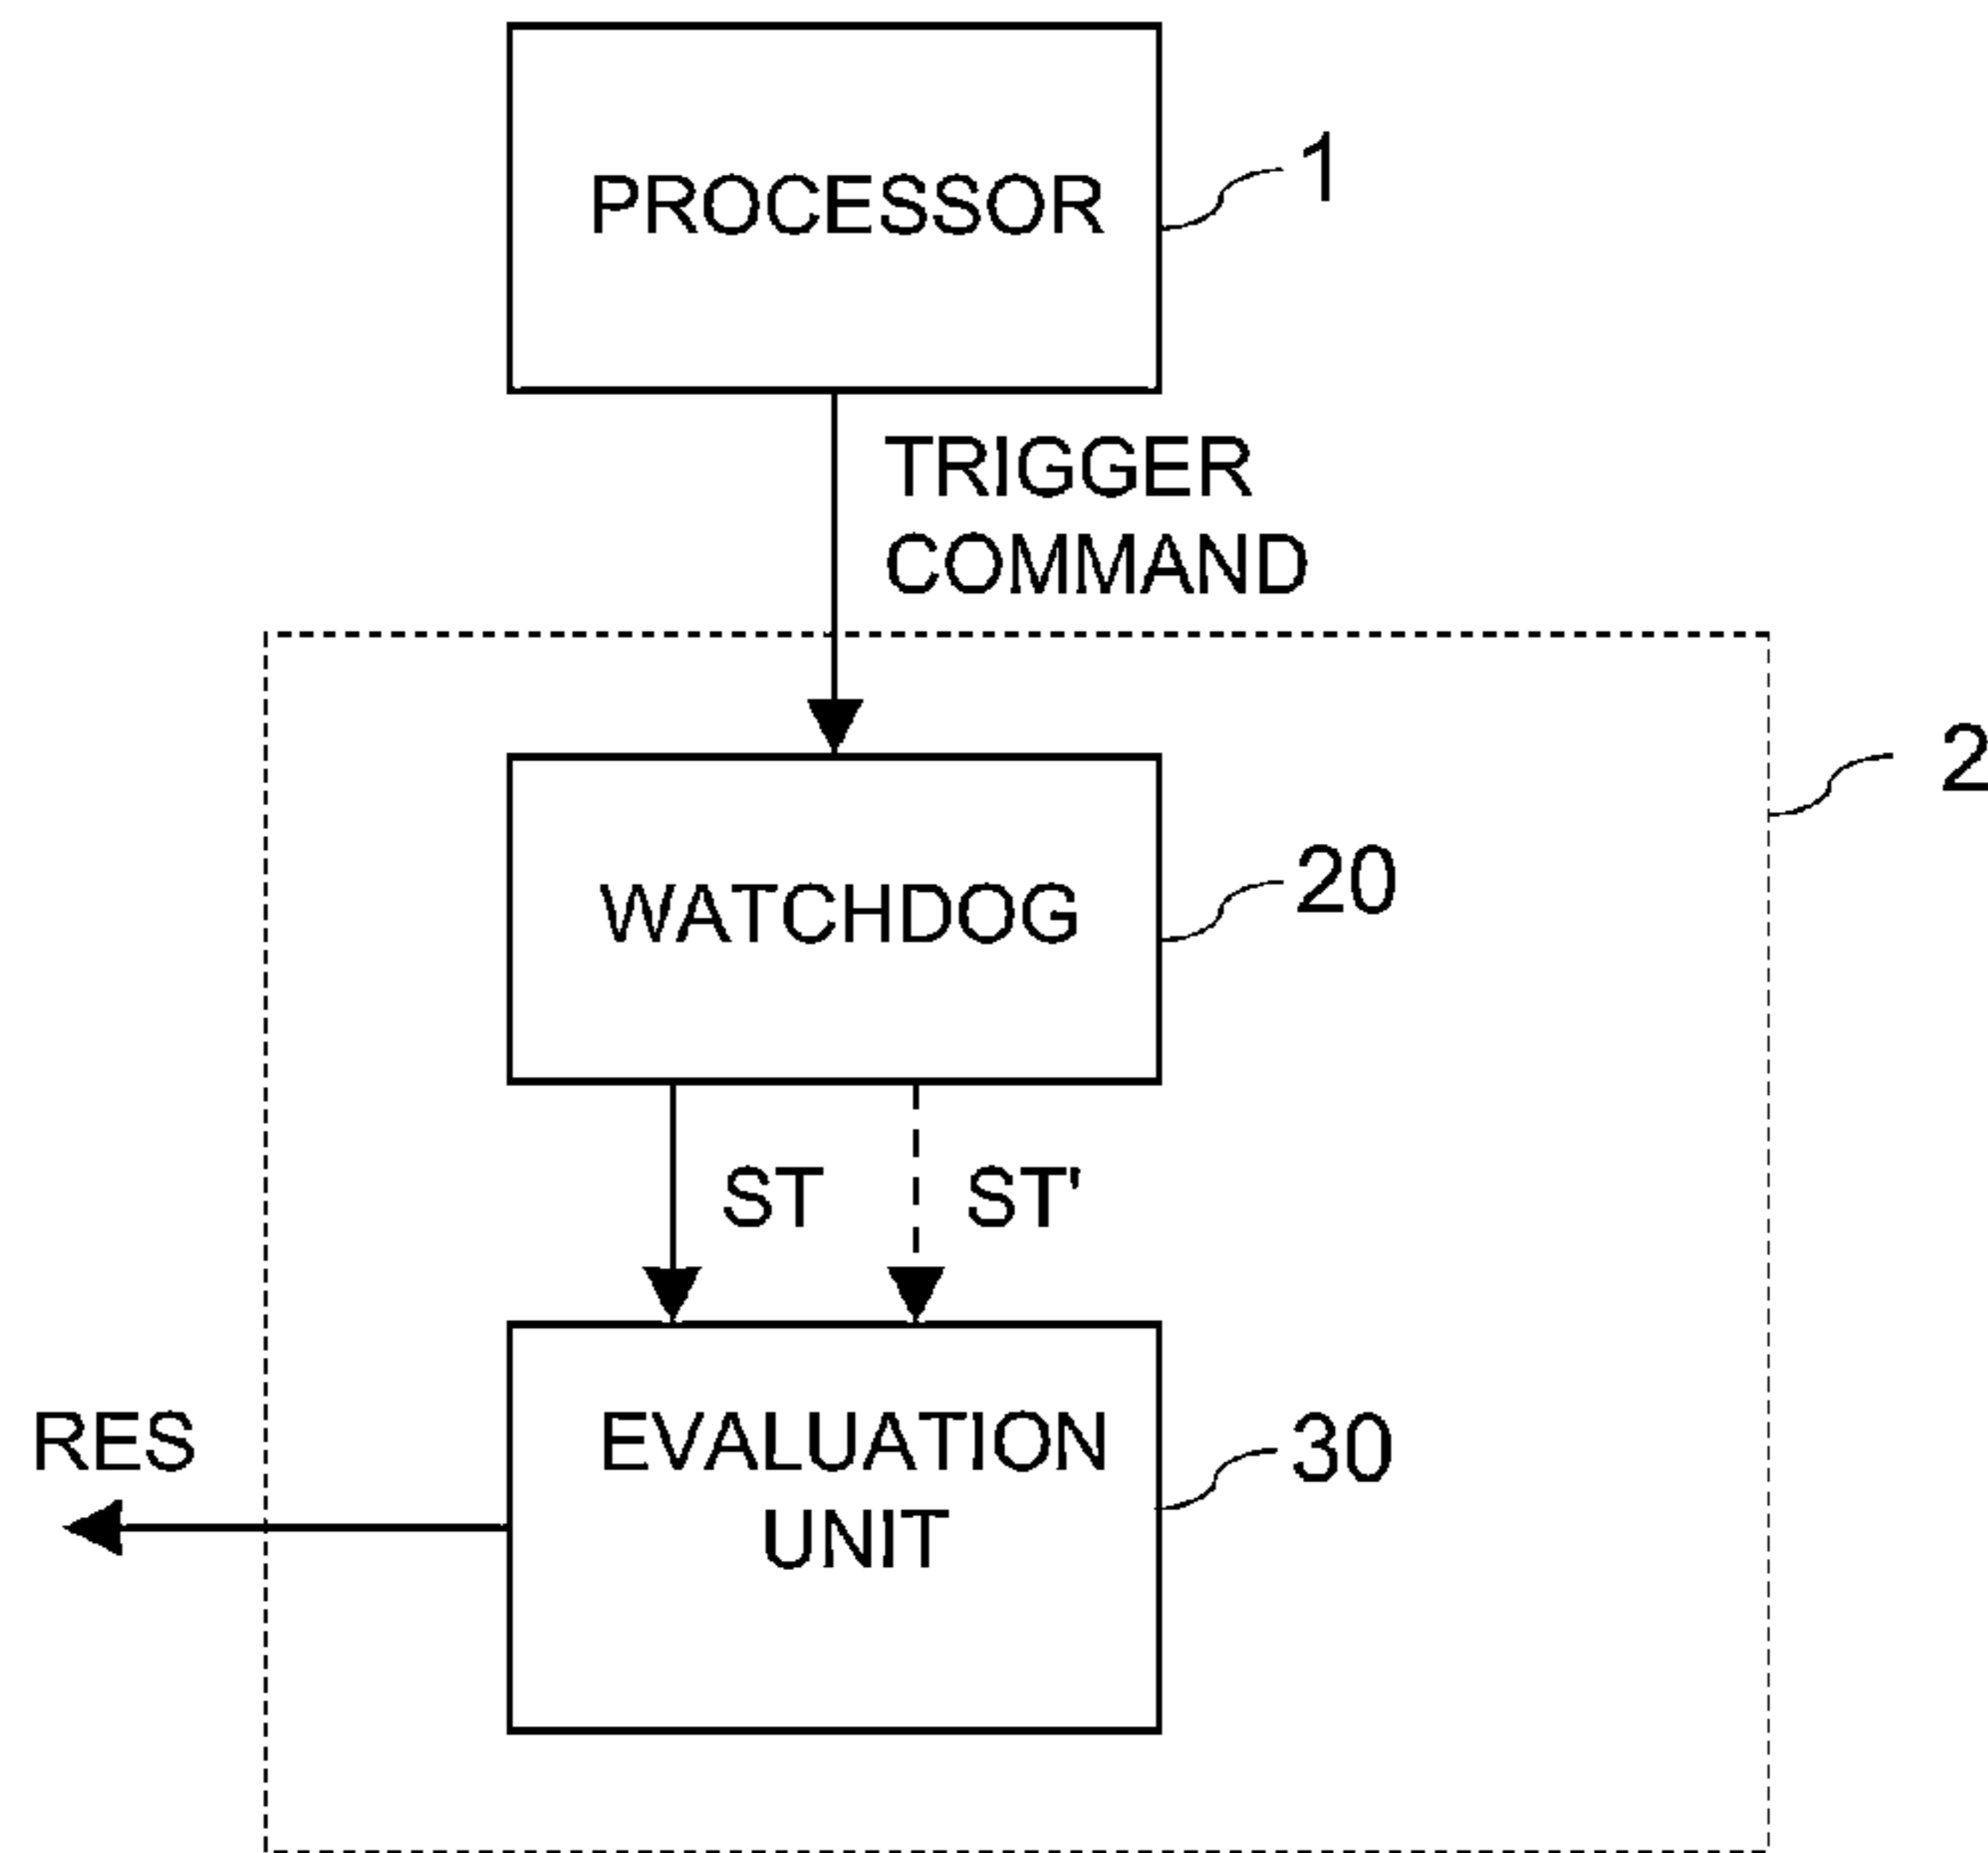 PROCESSOR
1
TRIGGER
COMMAND
2
WATCHDOG
20
ST
ST'
RES
EVALUATION
UNIT
30